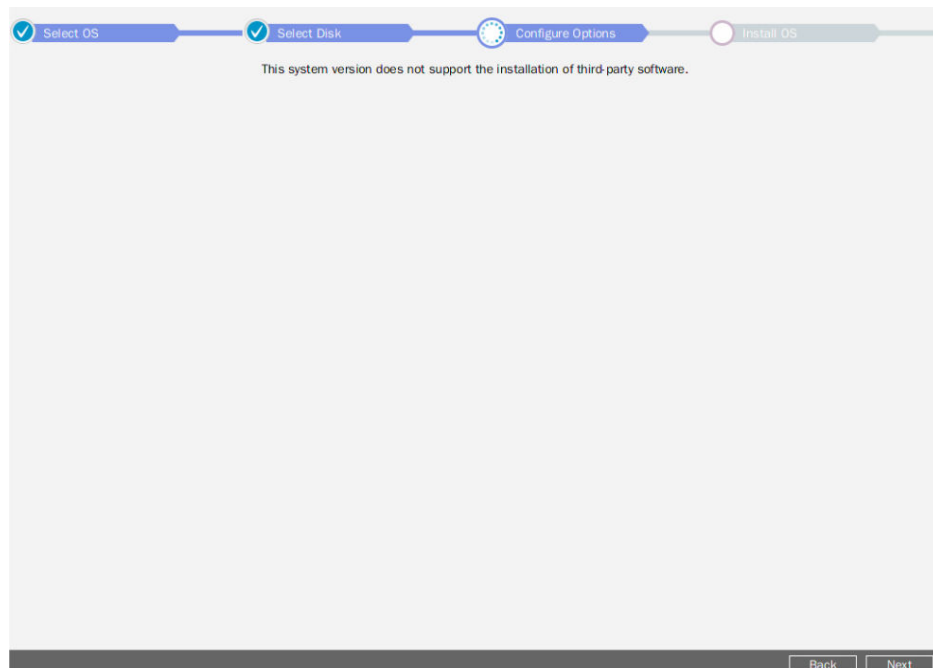 Select OS
Select Disk
Configure Options
Install OS
This system version does not support the installation of third-party software.
Back
Next